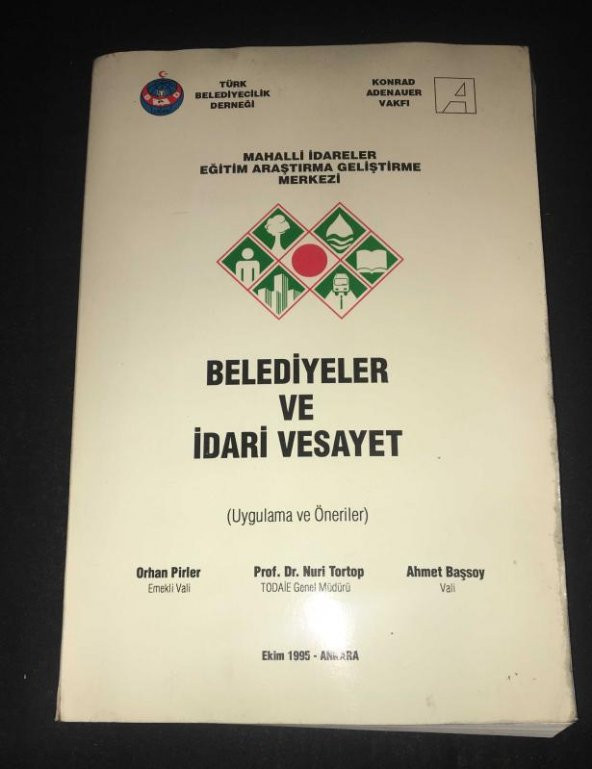 TÜRK
BELEDİYECİLİK
DERNEĞİ
KONRAD
ADENAUER
VAKFI
MAHALLİ İDARELER
EĞİTİM ARAŞTIRMA GELİŞTİRME
MERKEZİ
BELEDİYELER
VE
İDARİ VESAYET
(Uygulama ve Öneriler)
Orhan Pirler
Emekli Vali
Prof. Dr. Nuri Tortop
TODAİE Genel Müdürü
Ahmet Başsoy
Vali
Ekim 1995 - ANKARA